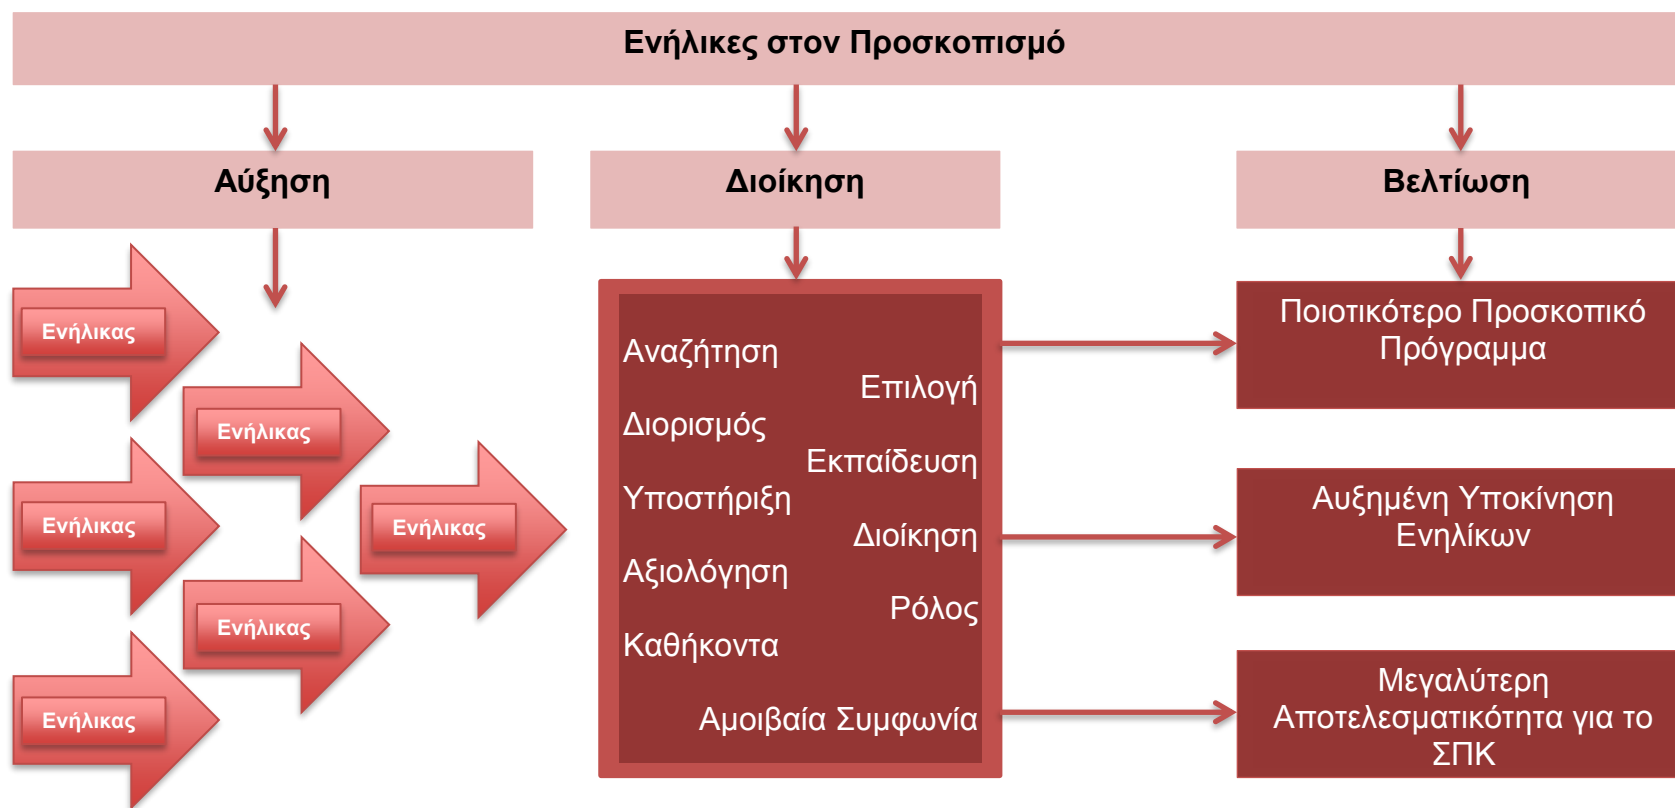 Ενήλικες στον Προσκοπισμό
Αύξηση
Διοίκηση
Βελτίωση
Ενήλικας
Ενήλικας
Ενήλικας
Ενήλικας
Ενήλικας
Ενήλικας
Αναζήτηση
Επιλογή
Διορισμός
Εκπαίδευση
Υποστήριξη
Διοίκηση
Αξιολόγηση
Ρόλος
Καθήκοντα
Αμοιβαία Συμφωνία
Ποιοτικότερο Προσκοπικό
Πρόγραμμα
Αυξημένη Υποκίνηση
Ενηλίκων
Μεγαλύτερη
Αποτελεσματικότητα για το
ΣΠΚ